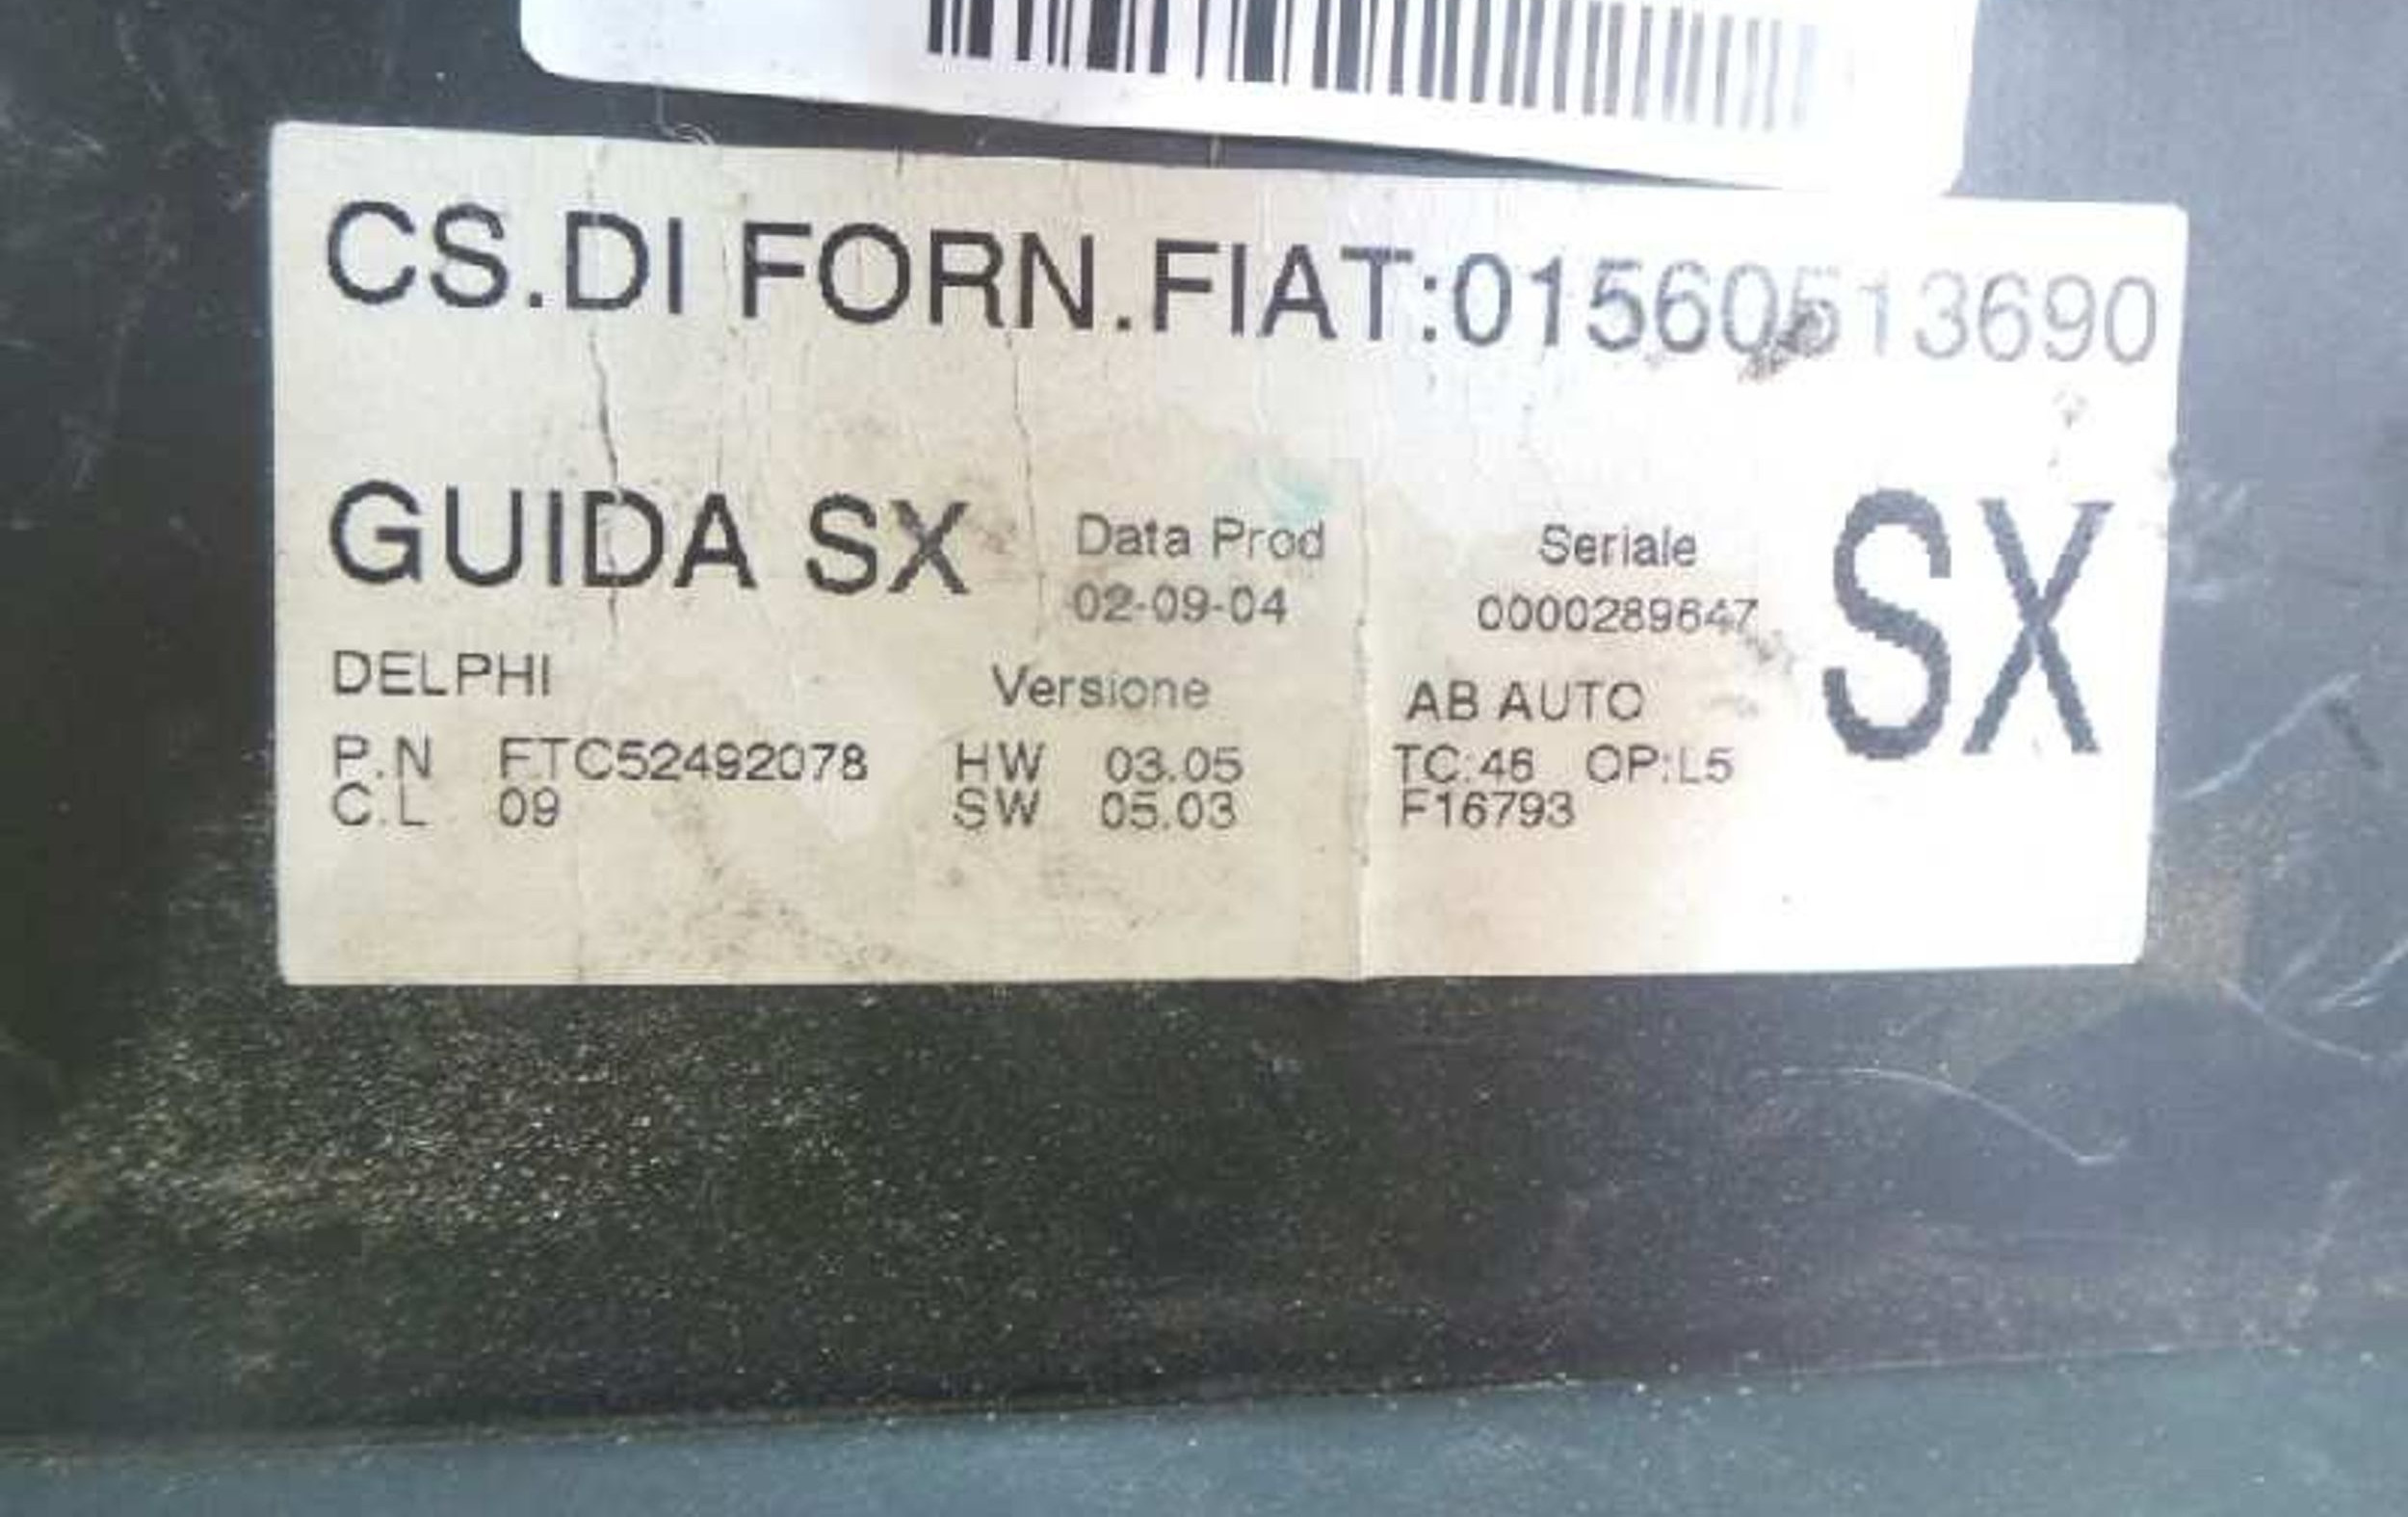 CS.DI FORN.FIAT:01560513690
GUIDA SX
Data Prod
02-09-04
Seriale
0000289647
SX
DELPHI
Versione
AB AUTO
P.N FTC52492078
HW 03.05
TC:46 OP:L5
C.L 09
SW 05.03
F16793